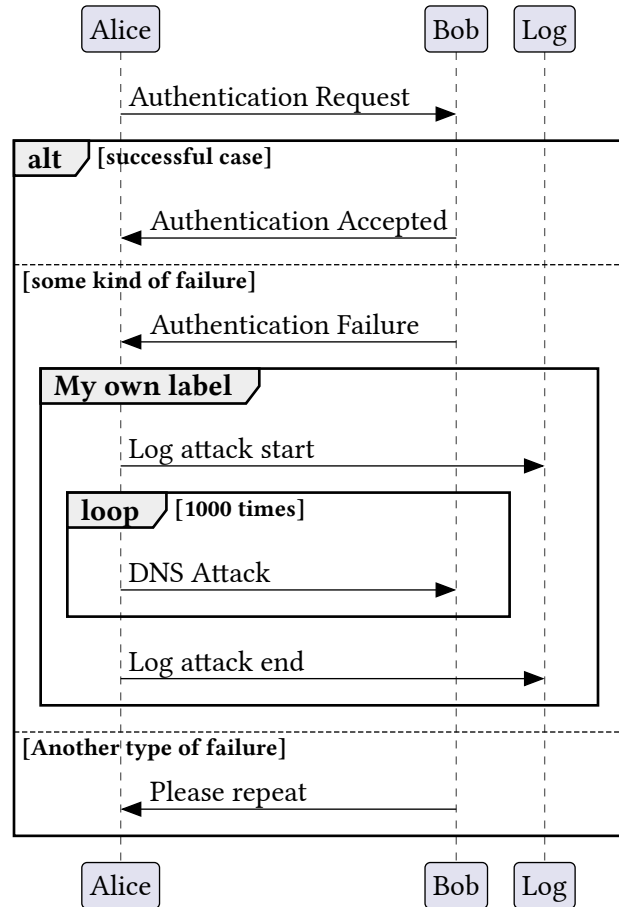 Alice Bob Log
Authentication Request
alt [successful case]
Authentication Accepted
[some kind of failure]
Authentication Failure
My own label
Log attack start
loop [1000 times]
DNS Attack
Log attack end
[Another type of failure]
Please repeat
Alice Bob Log